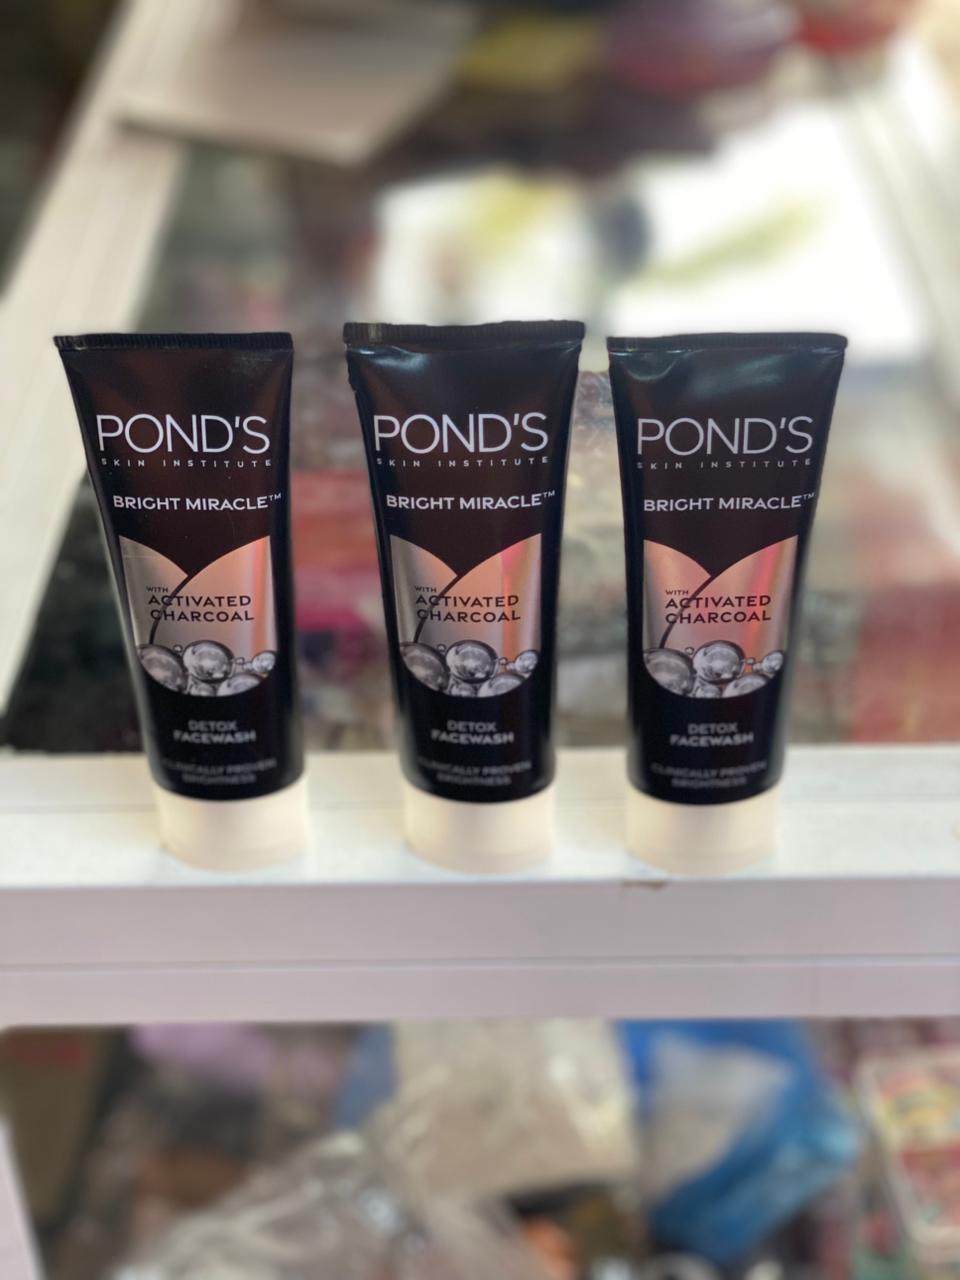 POND'S
SKIN INSTITUTE
BRIGHT MIRACLE™
WITH
ACTIVATED
CHARCOAL
DETOX
FACEWASH
CLINICALLY PROVEN
BRIGHTNESS
POND'S
SKIN INSTITUTE
BRIGHT MIRACLE™
WITH
ACTIVATED
CHARCOAL
DETOX
FACEWASH
CLINICALLY PROVEN
BRIGHTNESS
POND'S
SKIN INSTITUTE
BRIGHT MIRACLE™
WITH
ACTIVATED
CHARCOAL
DETOX
FACEWASH
CLINICALLY PROVEN
BRIGHTNESS